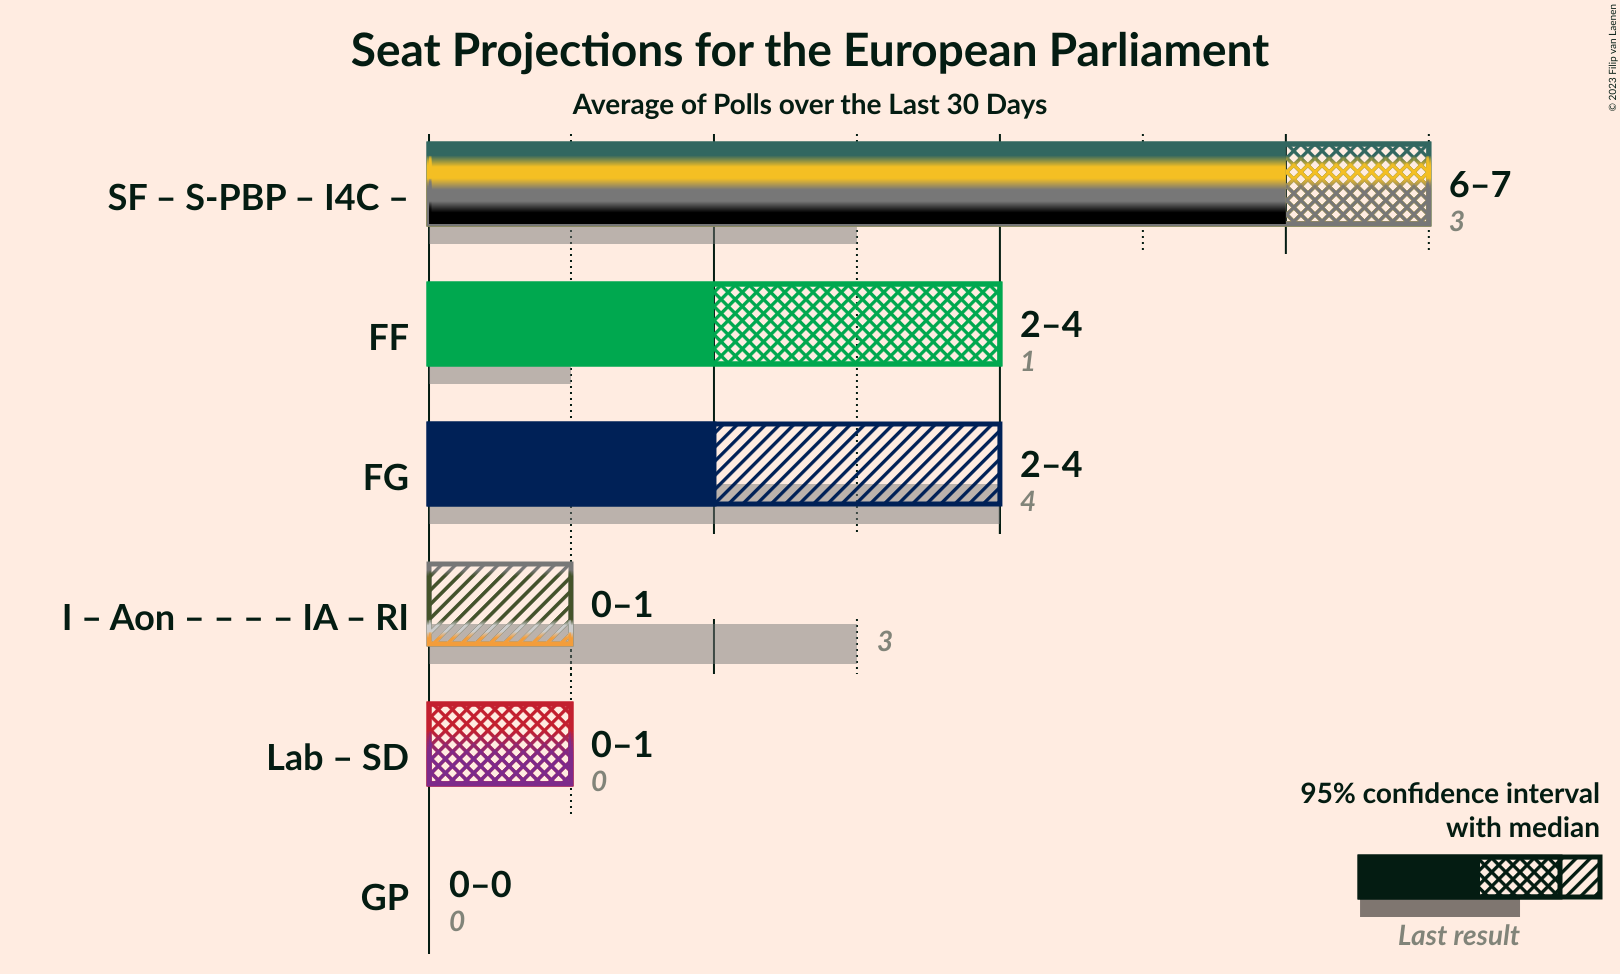 Seat Projections for the European Parliament
Average of Polls over the Last 30 Days
© 2023 Filip van Laenen
SF – S-PBP – I4C –
6–7
3
FF
2–4
1
FG
2–4
4
I – Aon – – – – IA – RI
0–1
3
Lab – SD
0–1
0
GP
0–0
0
95% confidence interval
with median
Last result